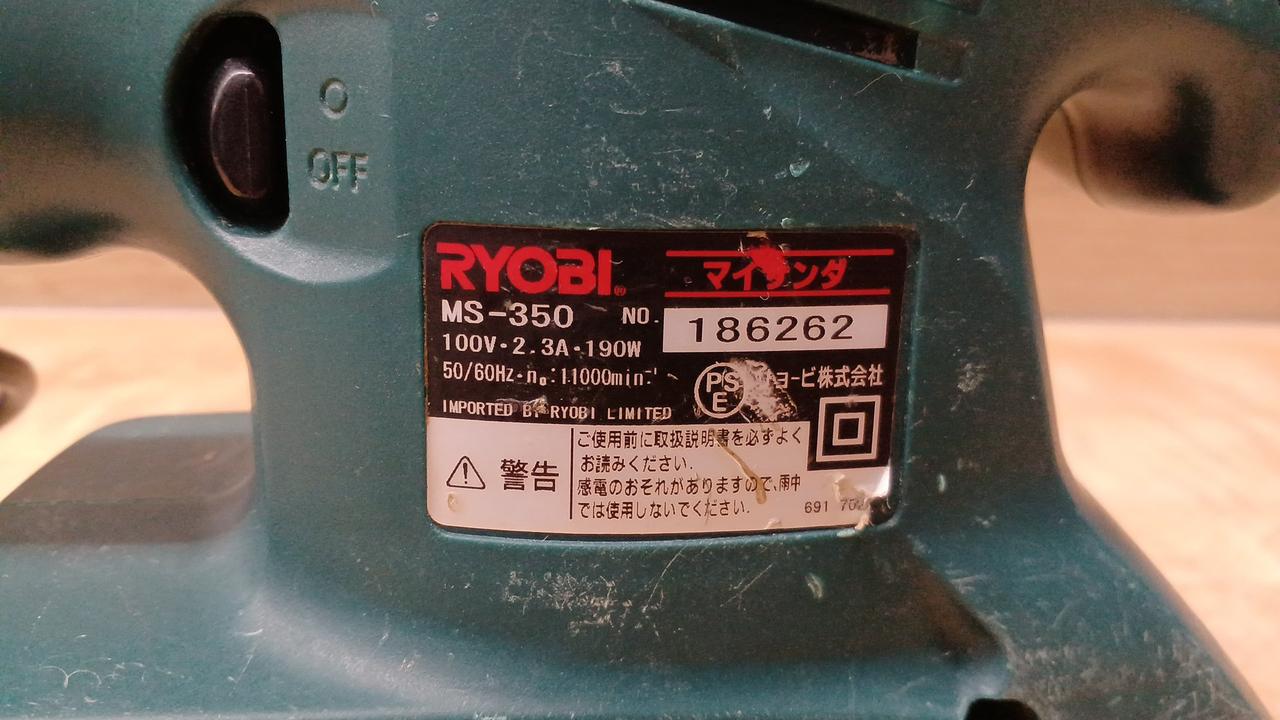 O
OFF
RYOBI®
マイサンダ
MS-350 NO. 186262
100V・2.3A・190W
50/60Hz・n₀:11000min⁻¹
PS
E
リョービ株式会社
IMPORTED BY RYOBI LIMITED
⚠ 警告
ご使用前に取扱説明書を必ずよく
お読みください.
感電のおそれがありますので、雨中
では使用しないでください.
691